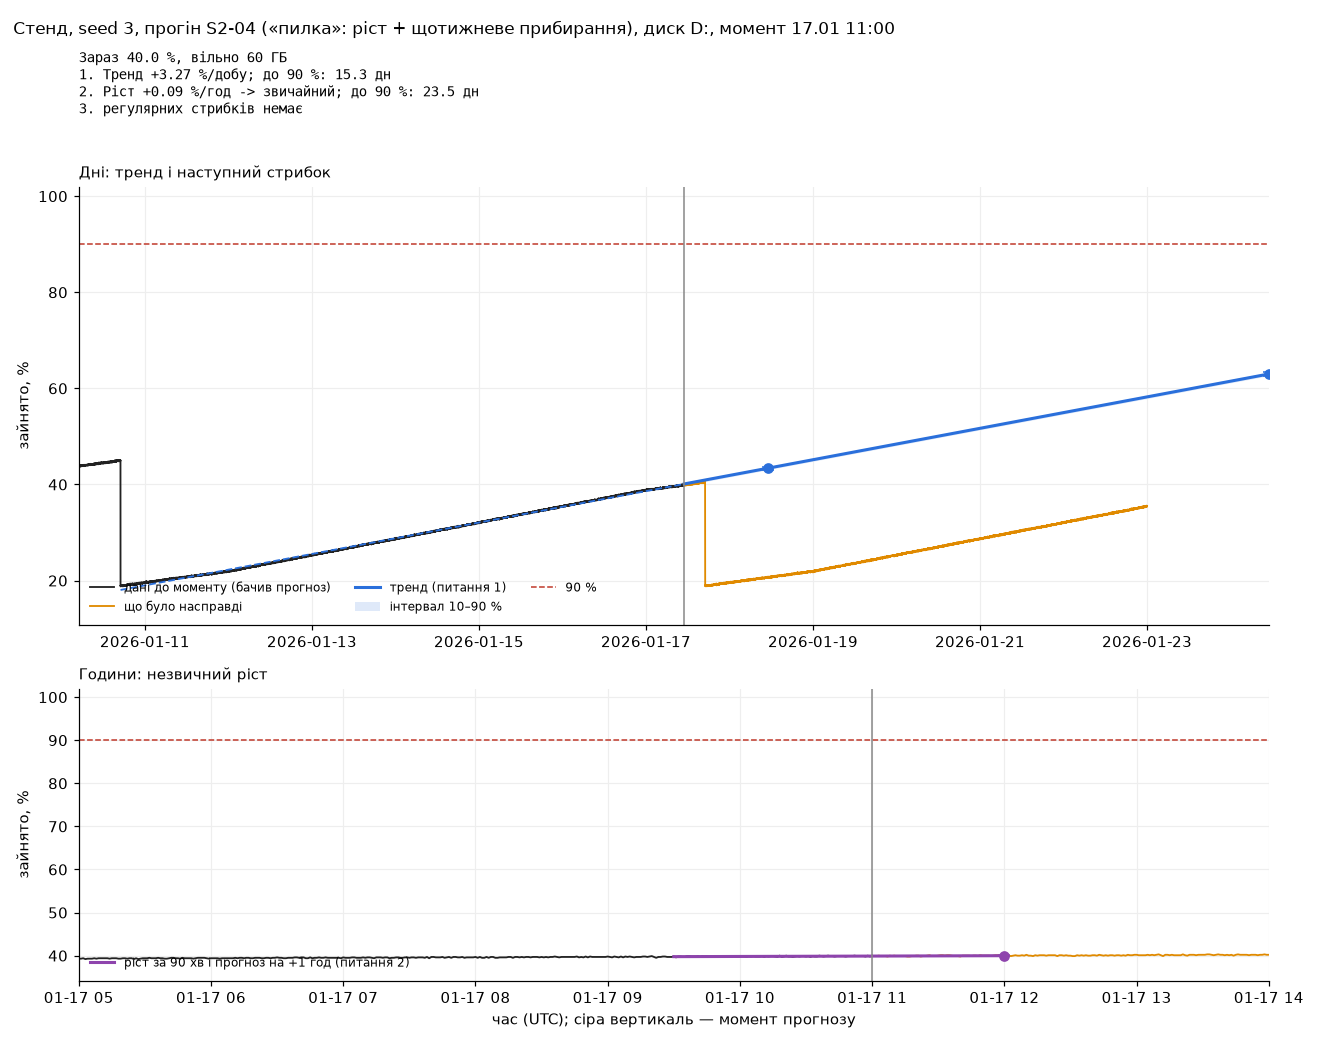 Стенд, seed 3, прогін S2-04 («пилка»: ріст + щотижневе прибирання), диск D:, момент 17.01 11:00
Зараз 40.0 %, вільно 60 ГБ
1. Тренд +3.27 %/добу; до 90 %: 15.3 дн
2. Ріст +0.09 %/год -> звичайний; до 90 %: 23.5 дн
3. регулярних стрибків немає
Дні: тренд і наступний стрибок
100
80
60
40
20
зайнято, %
дані до моменту (бачив прогноз)
що було насправді
тренд (питання 1)
інтервал 10–90 %
90 %
2026-01-11 2026-01-13 2026-01-15 2026-01-17 2026-01-19 2026-01-21 2026-01-23
Години: незвичний ріст
100
90
80
70
60
50
40
зайнято, %
ріст за 90 хв і прогноз на +1 год (питання 2)
01-17 05 01-17 06 01-17 07 01-17 08 01-17 09 01-17 10 01-17 11 01-17 12 01-17 13 01-17 14
час (UTC); сіра вертикаль — момент прогнозу